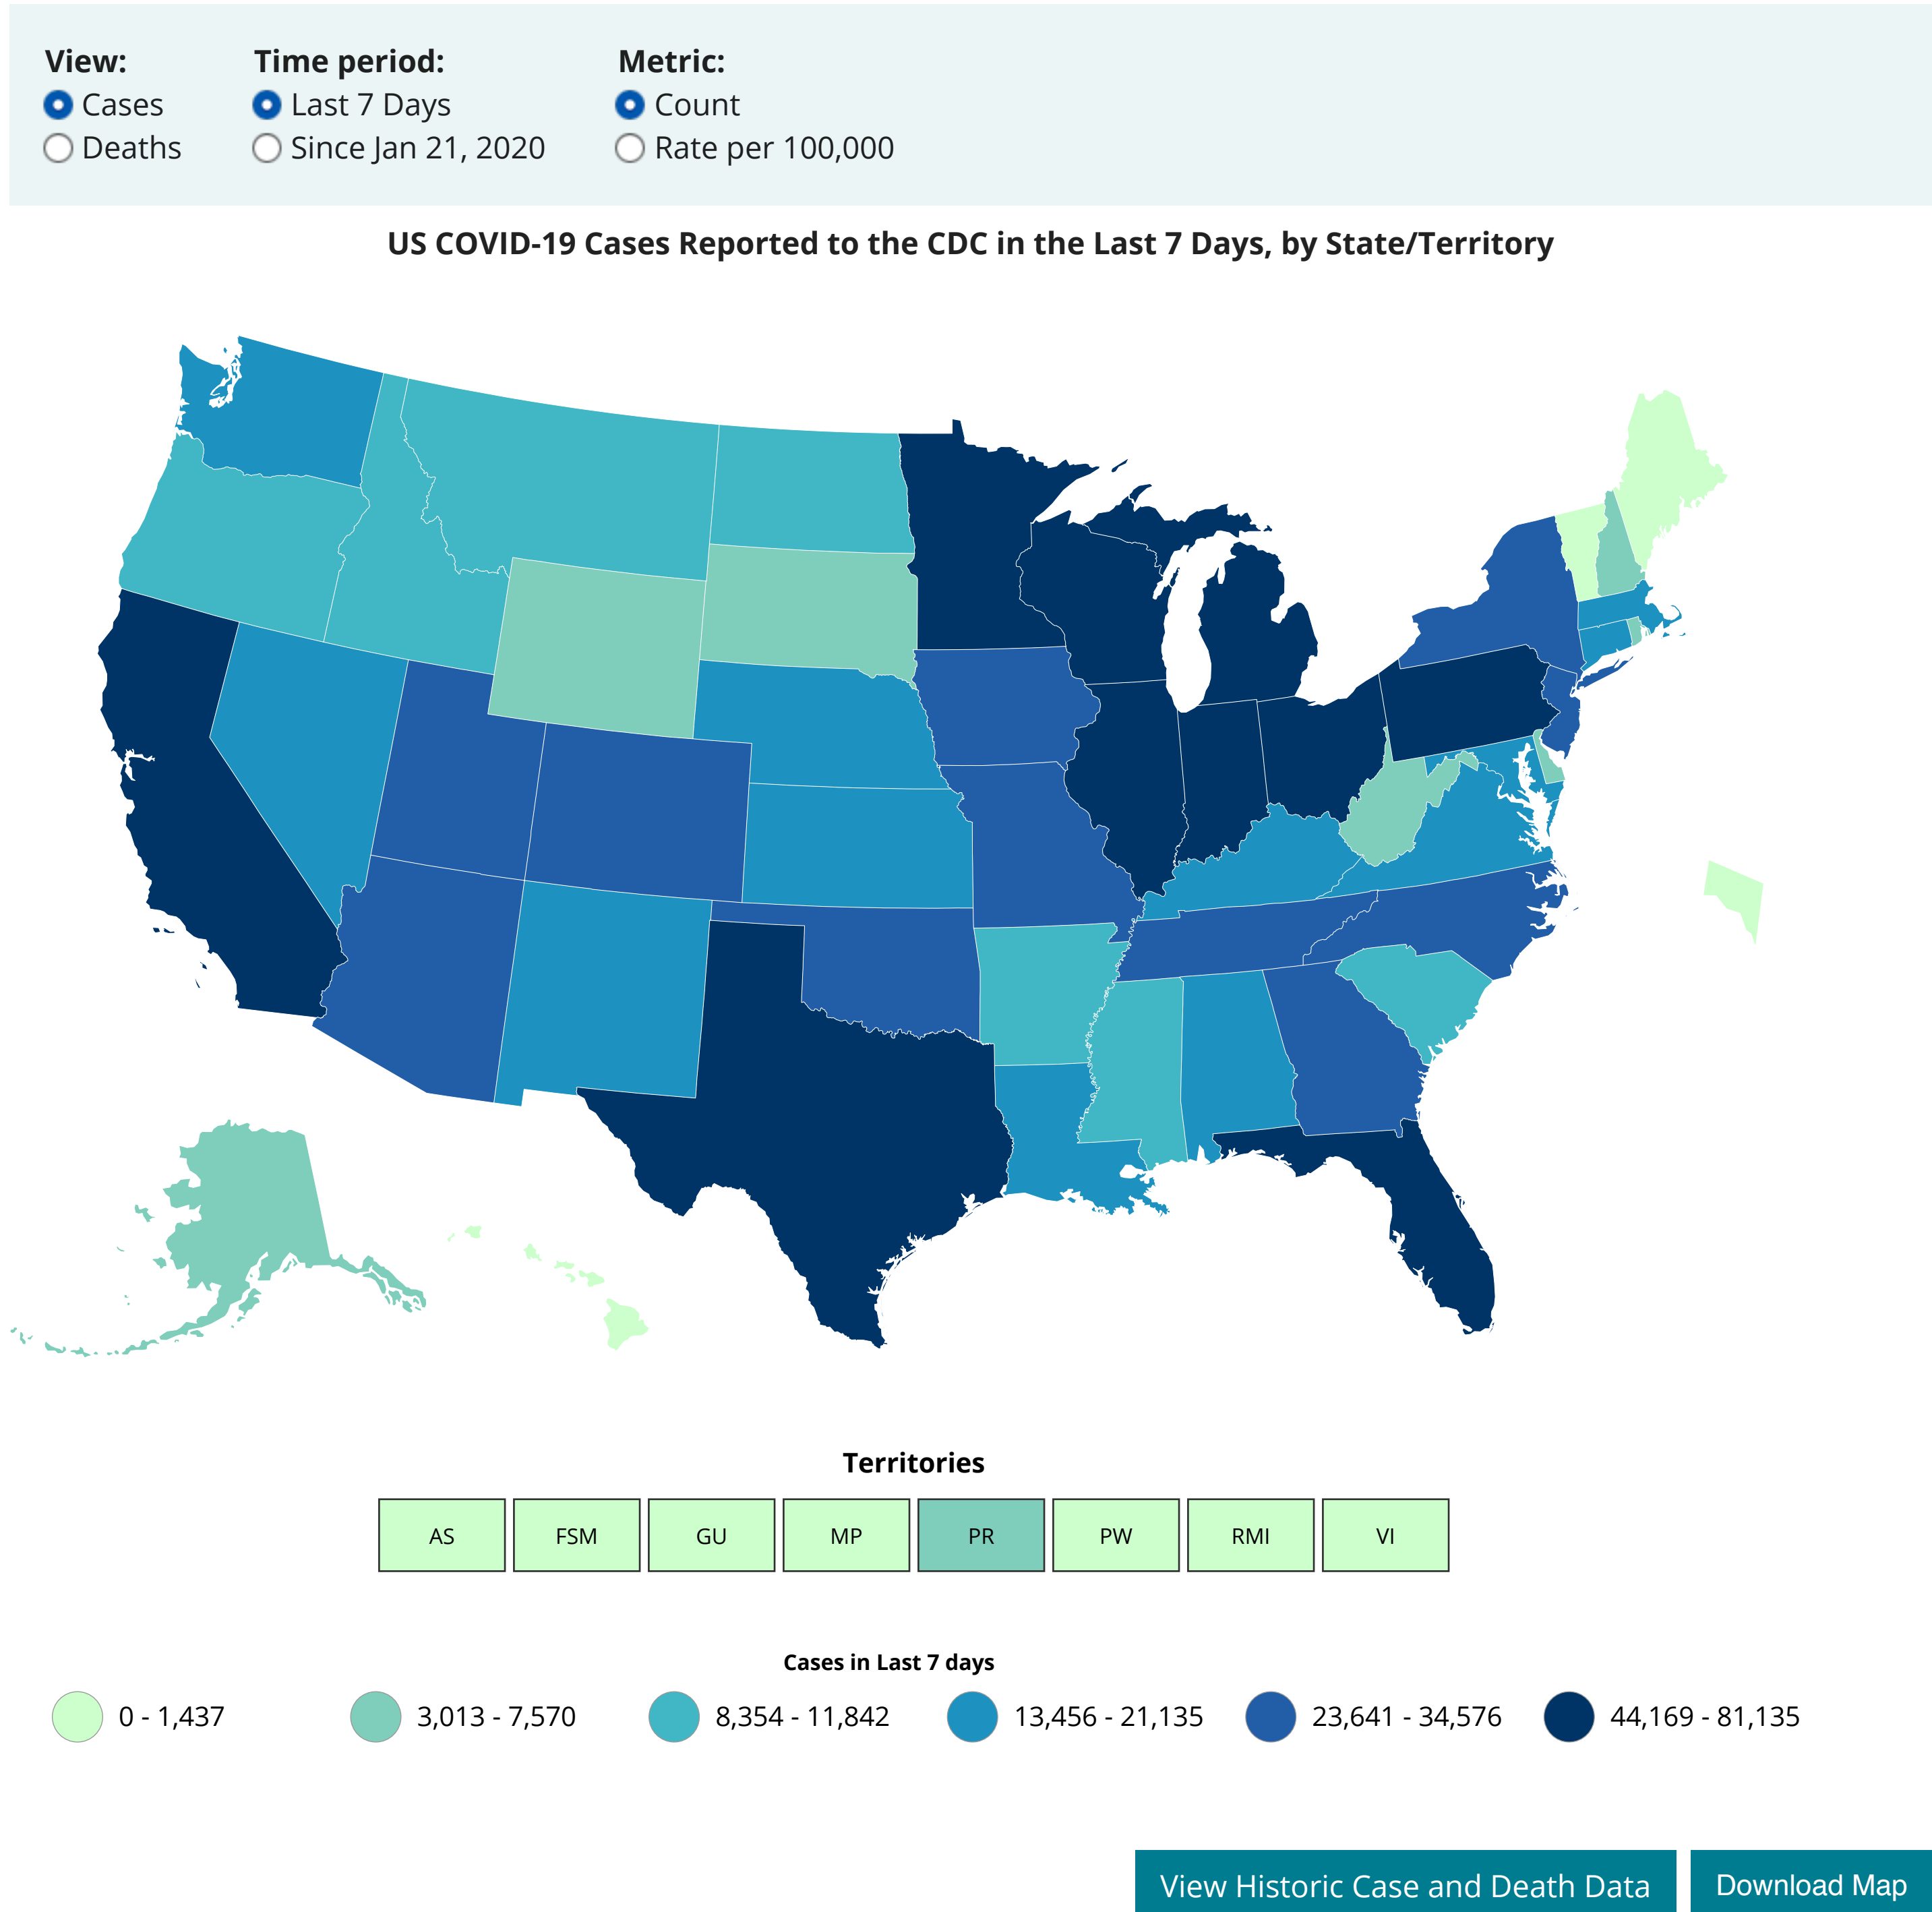 View: Time period: Metric:
Cases Last 7 Days Count
Deaths Since Jan 21, 2020 Rate per 100,000
US COVID-19 Cases Reported to the CDC in the Last 7 Days, by State/Territory
Territories
AS FSM GU MP PR PW RMI VI
Cases in Last 7 days
0 - 1,437 3,013 - 7,570 8,354 - 11,842 13,456 - 21,135 23,641 - 34,576 44,169 - 81,135
View Historic Case and Death Data Download Map